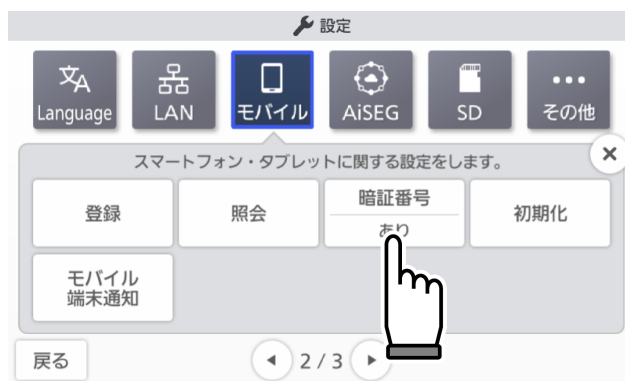 設定
Language
LAN
モバイル
AiSEG
SD
その他
スマートフォン・タブレットに関する設定をします。
登録
照会
暗証番号
あり
初期化
モバイル
端末通知
戻る
2 / 3